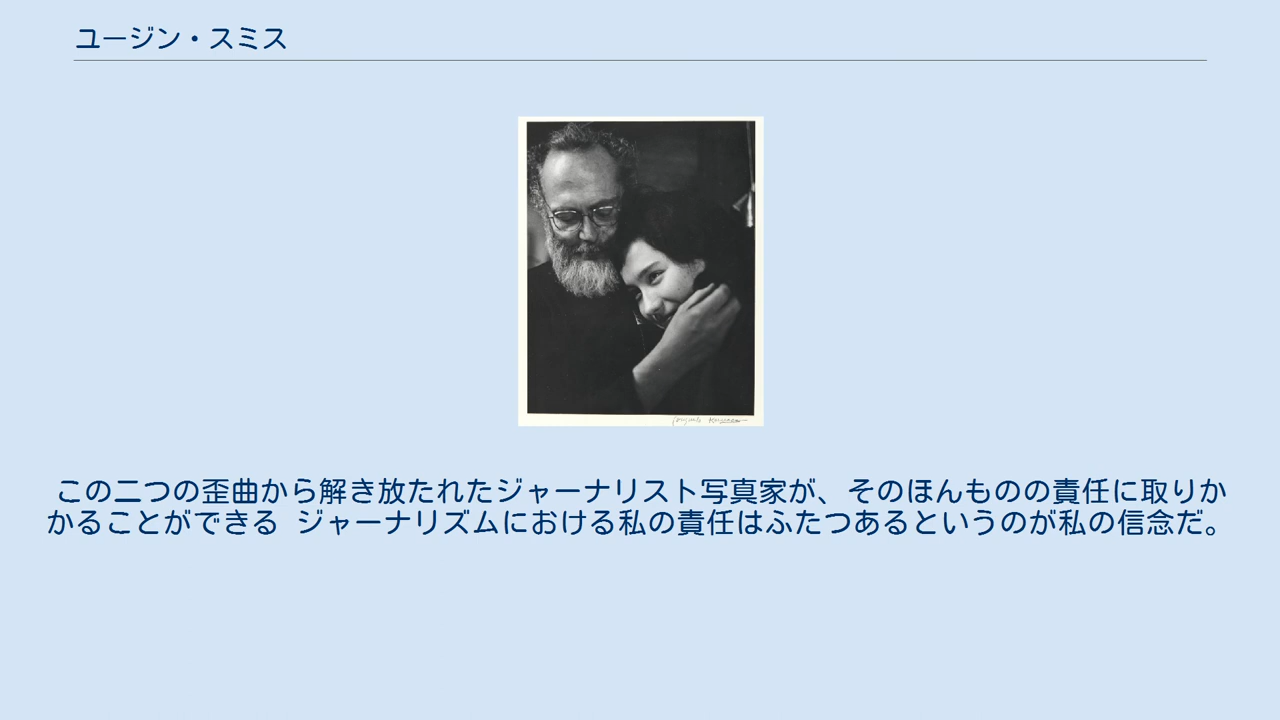 ユージン・スミス
この二つの歪曲から解き放たれたジャーナリスト写真家が、そのほんものの責任に取りか
かることができる ジャーナリズムにおける私の責任はふたつあるというのが私の信念だ。